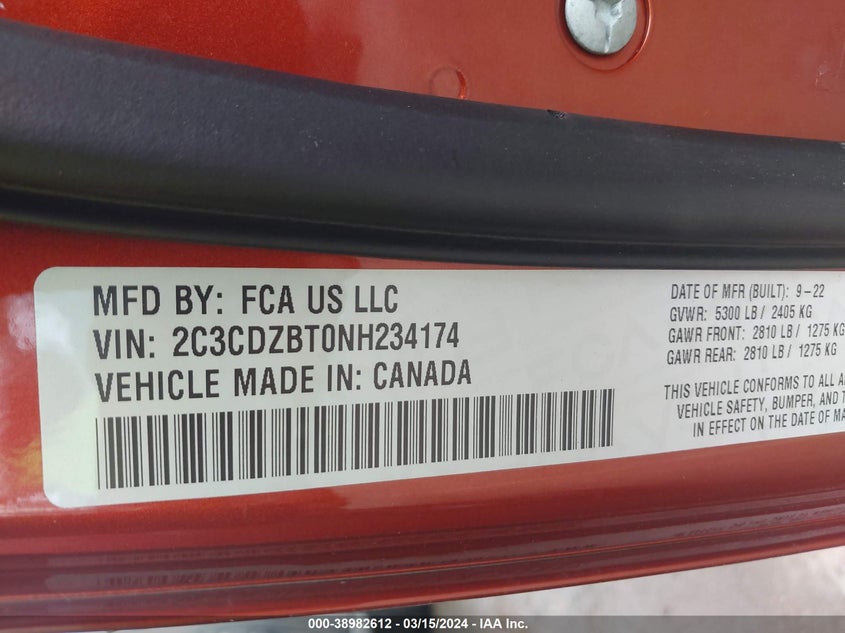 MFD BY: FCA US LLC
VIN: 2C3CDZBT0NH234174
VEHICLE MADE IN: CANADA
DATE OF MFR (BUILT): 9-22
GVWR: 5300 LB / 2405 KG
GAWR FRONT: 2810 LB / 1275 KG
GAWR REAR: 2810 LB / 1275 KG
THIS VEHICLE CONFORMS TO ALL
VEHICLE SAFETY, BUMPER, AND
IN EFFECT ON THE DATE OF
000-38982612 - 03/15/2024 - IAA Inc.